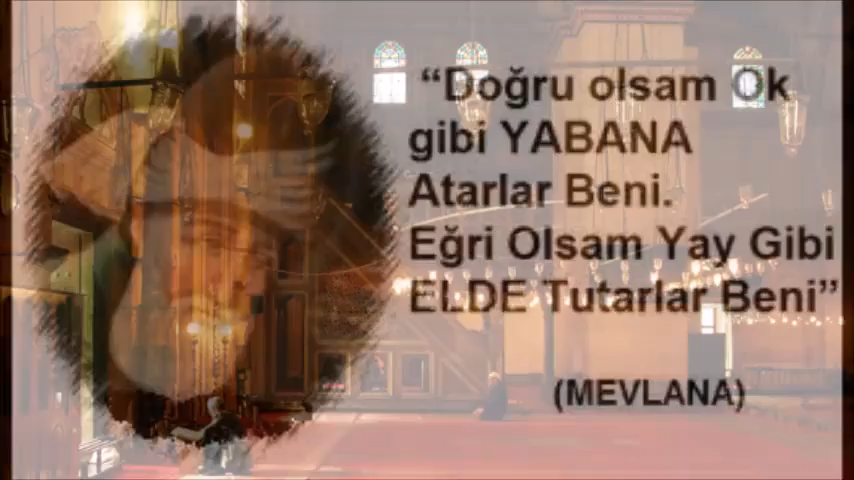 “Doğru olsam Ok
gibi YABANA
Atarlar Beni.
Eğri Olsam Yay Gibi
ELDE Tutarlar Beni”
(MEVLANA)